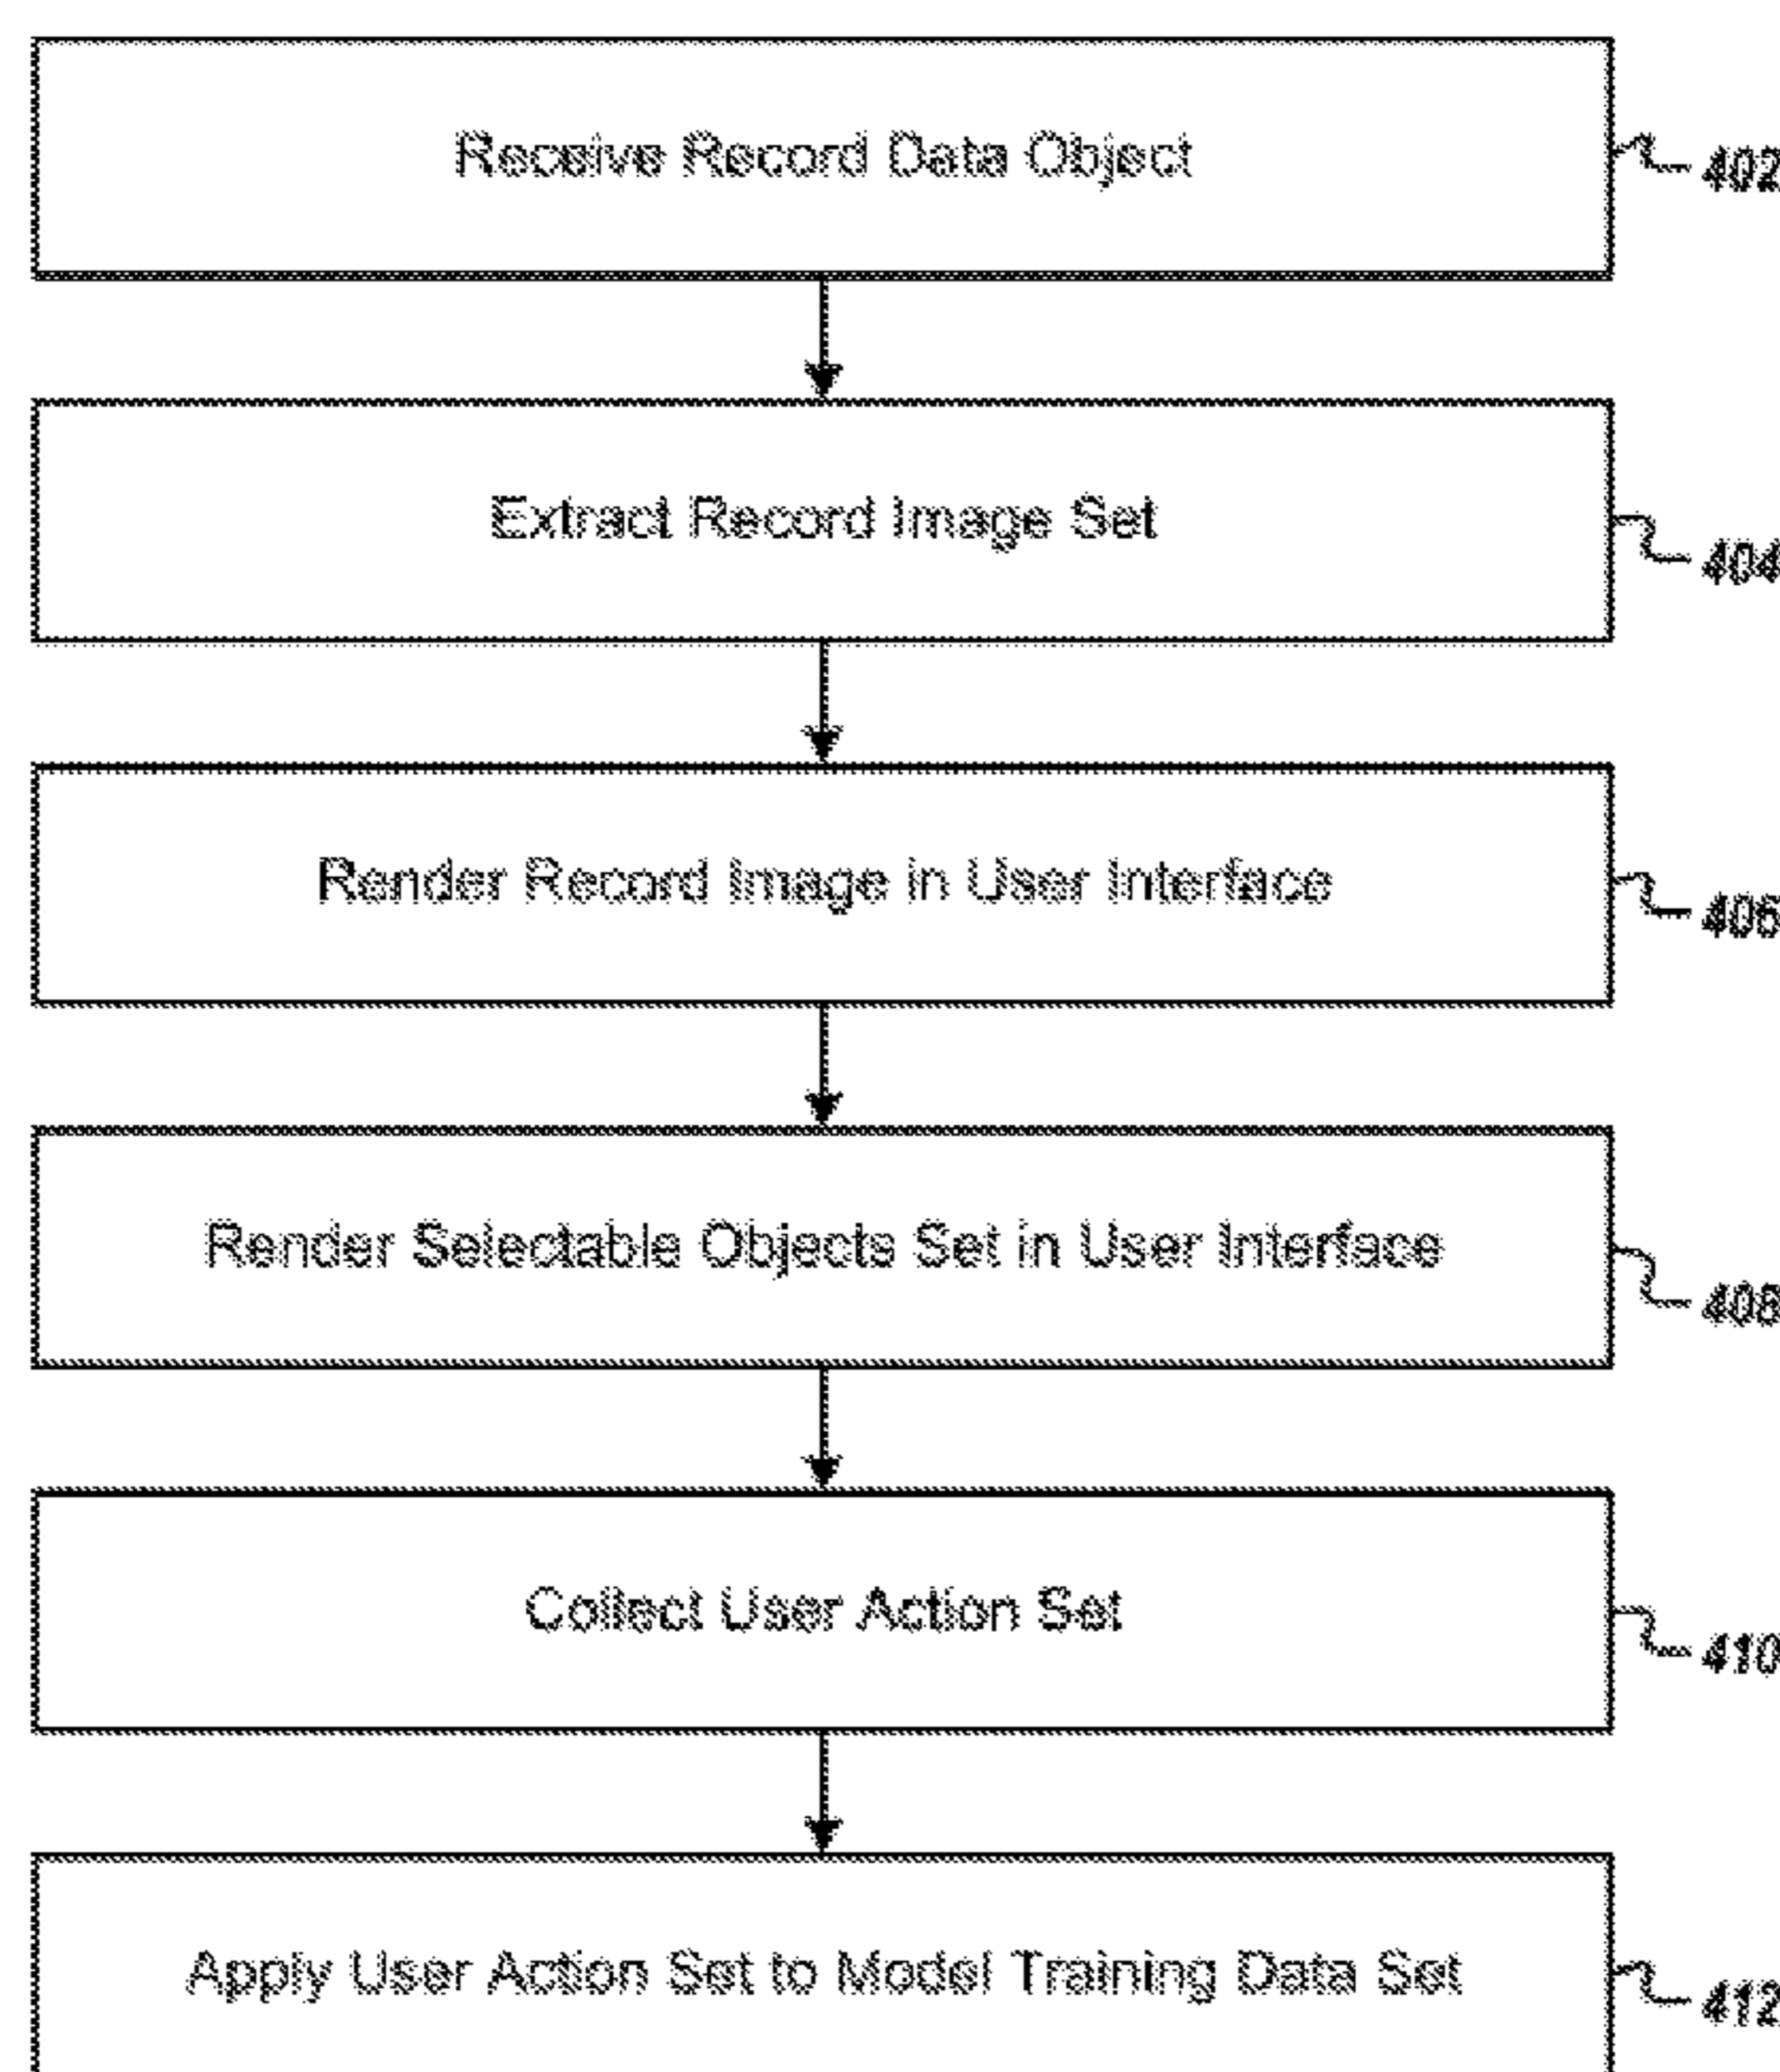 Receive Record Data Object
402
Extract Record Image Set
404
Render Record Image in User Interface
406
Render Selectable Objects Set in User Interface
408
Collect User Action Set
410
Apply User Action Set to Model Training Data Set
412